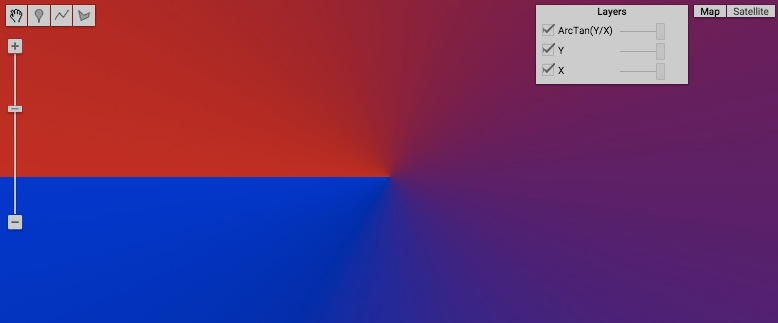 Layers
ArcTan(Y/X)
Y
X
Map Satellite